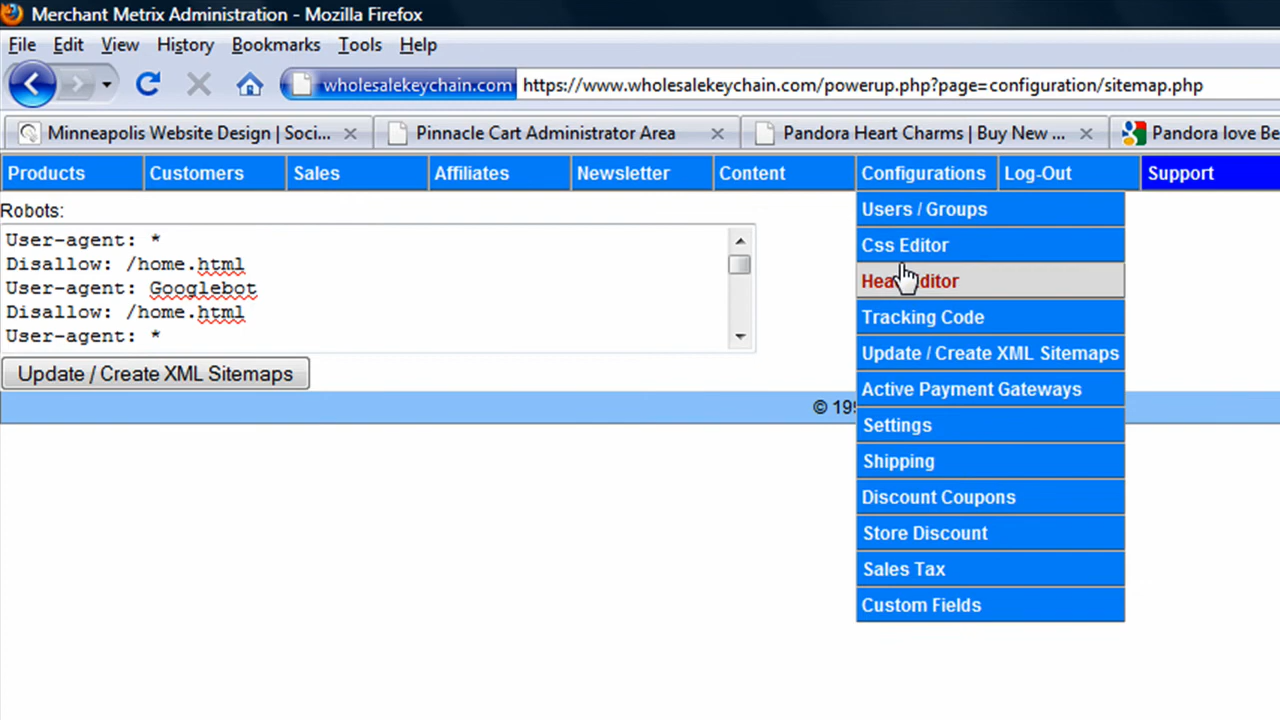 Merchant Metrix Administration - Mozilla Firefox
File Edit View History Bookmarks Tools Help
wholesalekeychain.com https://www.wholesalekeychain.com/powerup.php?page=configuration/sitemap.php
Minneapolis Website Design | Soci... Pinnacle Cart Administrator Area Pandora Heart Charms | Buy New ... Pandora love Be
Products Customers Sales Affiliates Newsletter Content Configurations Log-Out Support
Robots:
User-agent: *
Disallow: /home.html
User-agent: Googlebot
Disallow: /home.html
User-agent: *
Update / Create XML Sitemaps
©
Users / Groups
Css Editor
Tracking Code
Update / Create XML Sitemaps
Active Payment Gateways
Settings
Shipping
Discount Coupons
Store Discount
Sales Tax
Custom Fields